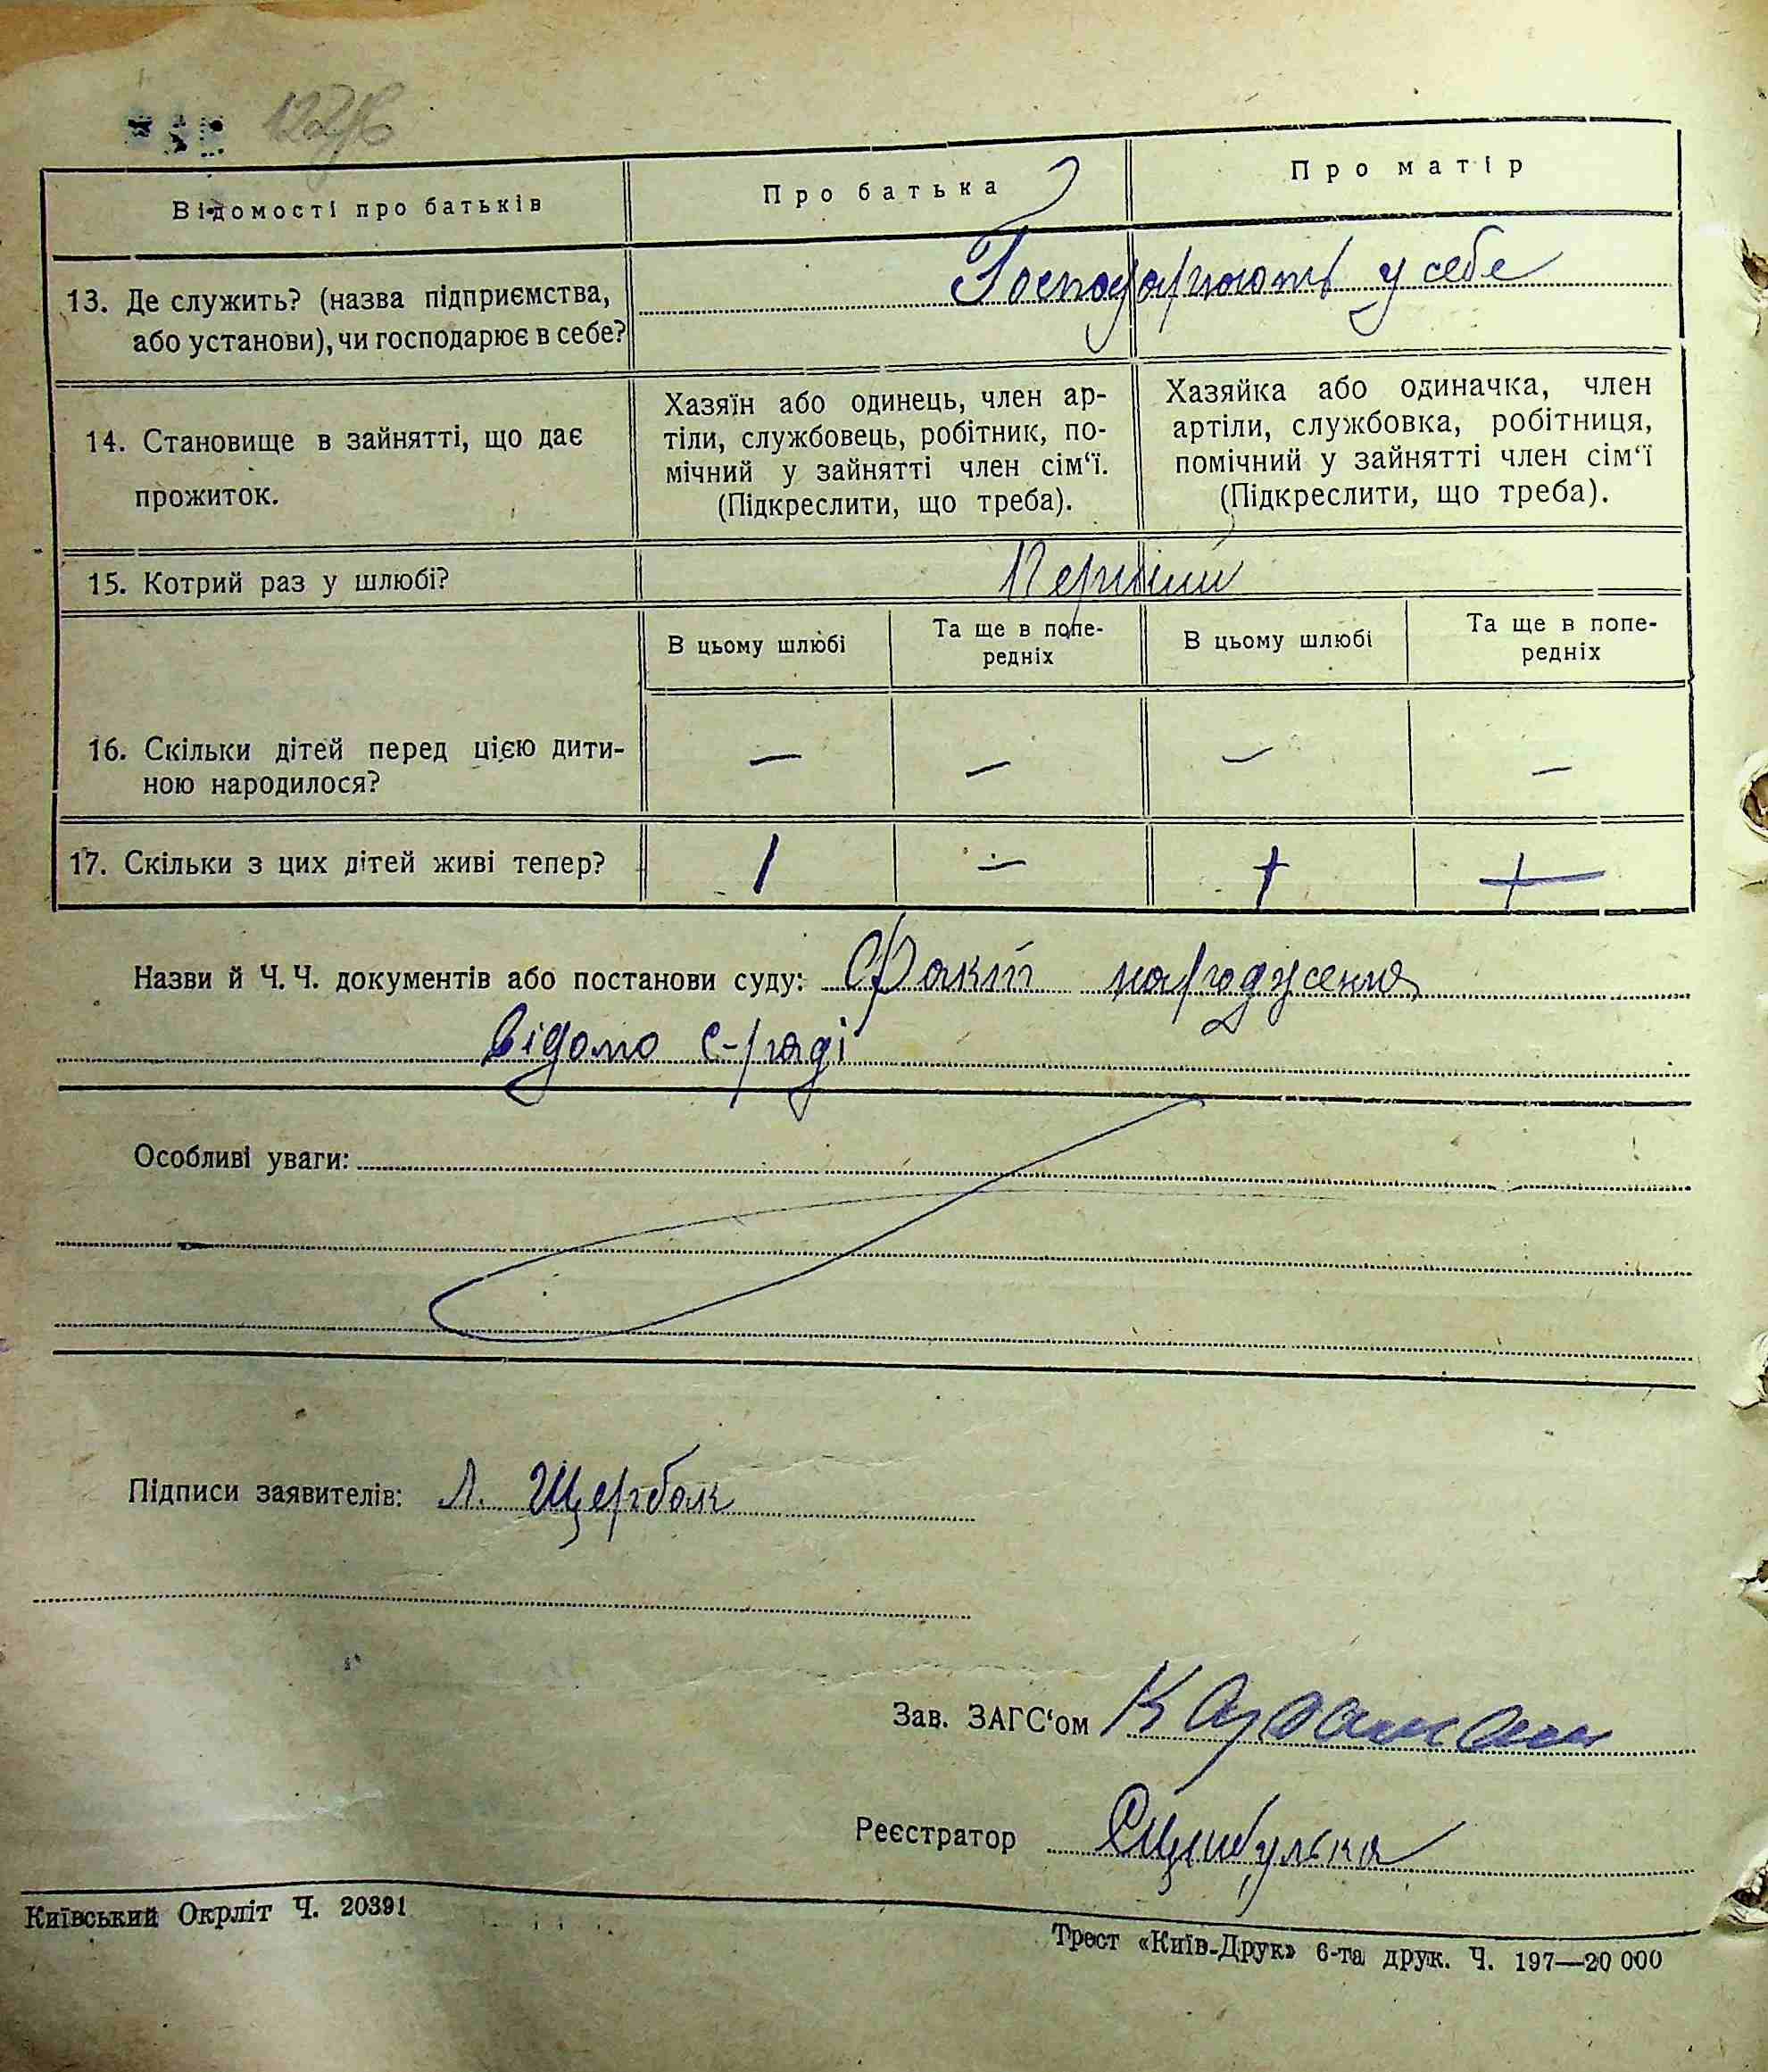 Відомості про батьків
Про батька
Про матір
13. Де служить? (назва підприємства,
або установи), чи господарює в себе?
Господарюють у себе
14. Становище в зайнятті, що дає
прожиток.
Хазяїн або одинець, член ар-
тіли, службовець, робітник, по-
мічний у зайнятті член сім‘ї.
(Підкреслити, що треба).
Хазяйка або одиначка, член
артіли, службовка, робітниця,
помічний у зайнятті член сім‘ї
(Підкреслити, що треба).
15. Котрий раз у шлюбі?
Перший
В цьому шлюбі
Та ще в попе-
редніх
В цьому шлюбі
Та ще в попе-
редніх
16. Скільки дітей перед цією дити-
ною народилося?
— — — —
17. Скільки з цих дітей живі тепер?
Назви й Ч. Ч. документів або постанови суду: Факт народження
відомо с-раді
Особливі уваги:
Підписи заявителів: Л. Щербак
Зав. ЗАГС‘ом
Реєстратор
Київський Окрліт Ч. 20391
Трест «Київ-Друк» 6-та друк. Ч. 197—20 000